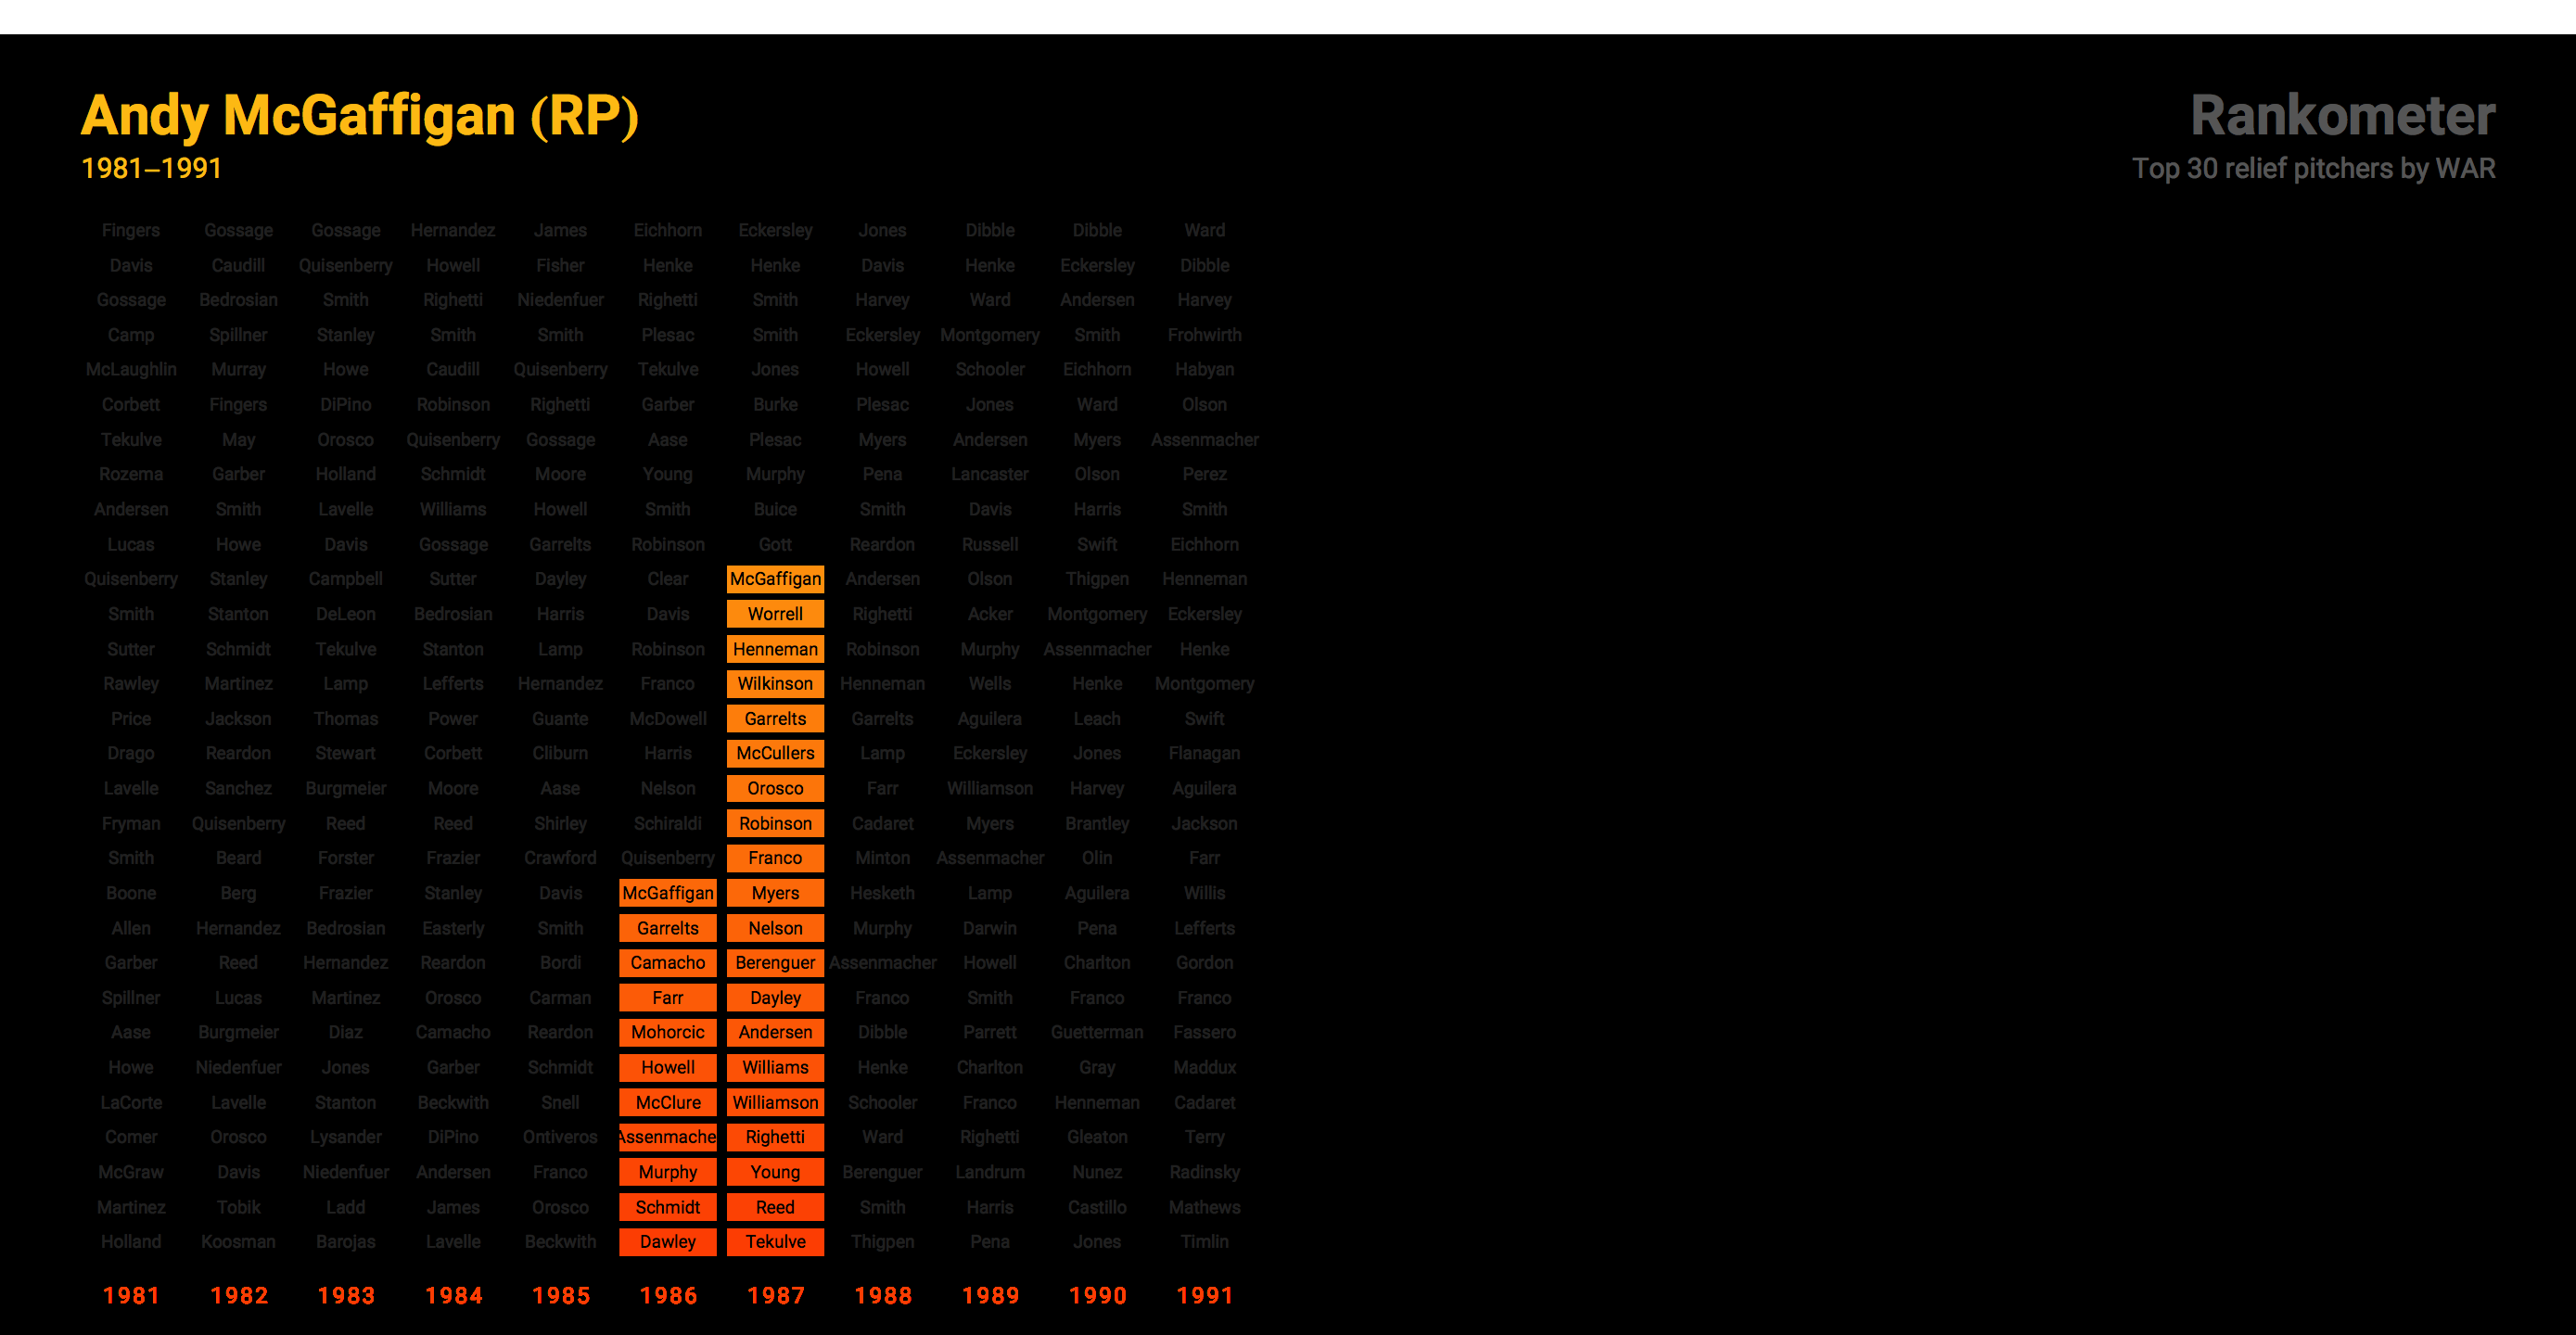 Andy McGaffigan (RP)
Rankometer
1981–1991
Top 30 relief pitchers by WAR
Fingers Gossage Gossage Hernandez James Eichhorn Eckersley Jones Dibble Dibble Ward
Davis Caudill Quisenberry Howell Fisher Henke Henke Davis Henke Eckersley Dibble
Gossage Bedrosian Smith Righetti Niedenfuer Righetti Smith Harvey Ward Andersen Harvey
Camp Spillner Stanley Smith Smith Plesac Smith Eckersley Montgomery Smith Frohwirth
McLaughlin Murray Howe Caudill Quisenberry Tekulve Jones Howell Schooler Eichhorn Habyan
Corbett Fingers DiPino Robinson Righetti Garber Burke Plesac Jones Ward Olson
Tekulve May Orosco Quisenberry Gossage Aase Plesac Myers Andersen Myers Assenmacher
Rozema Garber Holland Schmidt Moore Young Murphy Pena Lancaster Olson Perez
Andersen Smith Lavelle Williams Howell Smith Buice Smith Davis Harris Smith
Lucas Howe Davis Gossage Garrelts Robinson Gott Reardon Russell Swift Eichhorn
Quisenberry Stanley Campbell Sutter Dayley Clear McGaffigan Andersen Olson Thigpen Henneman
Smith Stanton DeLeon Bedrosian Harris Davis Worrell Righetti Acker Montgomery Eckersley
Sutter Schmidt Tekulve Stanton Lamp Robinson Henneman Robinson Murphy Assenmacher Henke
Rawley Martinez Lamp Lefferts Hernandez Franco Wilkinson Henneman Wells Henke Montgomery
Price Jackson Thomas Power Guante McDowell Garrelts Garrelts Aguilera Leach Swift
Drago Reardon Stewart Corbett Cliburn Harris McCullers Lamp Eckersley Jones Flanagan
Lavelle Sanchez Burgmeier Moore Aase Nelson Orosco Farr Williamson Harvey Aguilera
Fryman Quisenberry Reed Reed Shirley Schiraldi Robinson Cadaret Myers Brantley Jackson
Smith Beard Forster Frazier Crawford Quisenberry Franco Minton Assenmacher Olin Farr
Boone Berg Frazier Stanley Davis McGaffigan Myers Hesketh Lamp Aguilera Willis
Allen Hernandez Bedrosian Easterly Smith Garrelts Nelson Murphy Darwin Pena Lefferts
Garber Reed Hernandez Reardon Bordi Camacho Berenguer Assenmacher Howell Charlton Gordon
Spillner Lucas Martinez Orosco Carman Farr Dayley Franco Smith Franco Franco
Aase Burgmeier Diaz Camacho Reardon Mohorcic Andersen Dibble Parrett Guetterman Fassero
Howe Niedenfuer Jones Garber Schmidt Howell Williams Henke Charlton Gray Maddux
LaCorte Lavelle Stanton Beckwith Snell McClure Williamson Schooler Franco Henneman Cadaret
Comer Orosco Lysander DiPino Ontiveros Assenmache Righetti Ward Righetti Gleaton Terry
McGraw Davis Niedenfuer Andersen Franco Murphy Young Berenguer Landrum Nunez Radinsky
Martinez Tobik Ladd James Orosco Schmidt Reed Smith Harris Castillo Mathews
Holland Koosman Barojas Lavelle Beckwith Dawley Tekulve Thigpen Pena Jones Timlin
1981 1982 1983 1984 1985 1986 1987 1988 1989 1990 1991